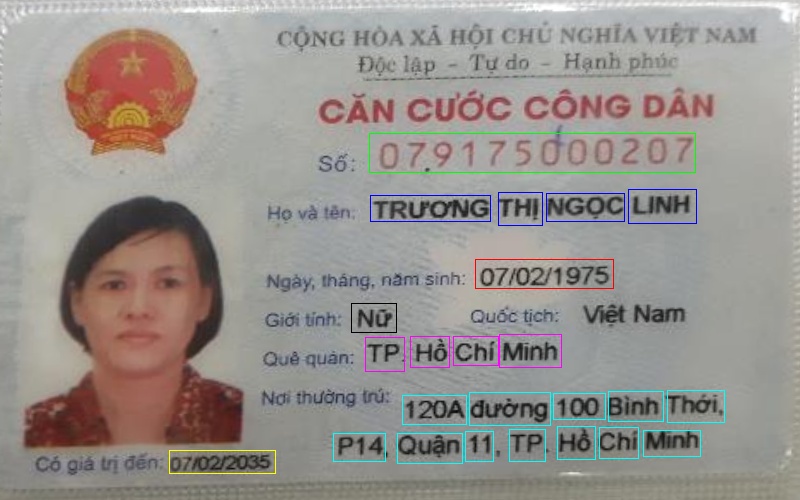 CỘNG HÒA XÃ HỘI CHỦ NGHĨA VIỆT NAM
Độc lập - Tự do - Hạnh phúc
CĂN CƯỚC CÔNG DÂN
Số: 079175000207
Họ và tên: TRƯƠNG THỊ NGỌC LINH
Ngày, tháng, năm sinh: 07/02/1975
Giới tính: Nữ Quốc tịch: Việt Nam
Quê quán: TP. Hồ Chí Minh
Nơi thường trú: 120A đường 100 Bình Thới,
P14, Quận 11, TP. Hồ Chí Minh
Có giá trị đến: 07/02/2035